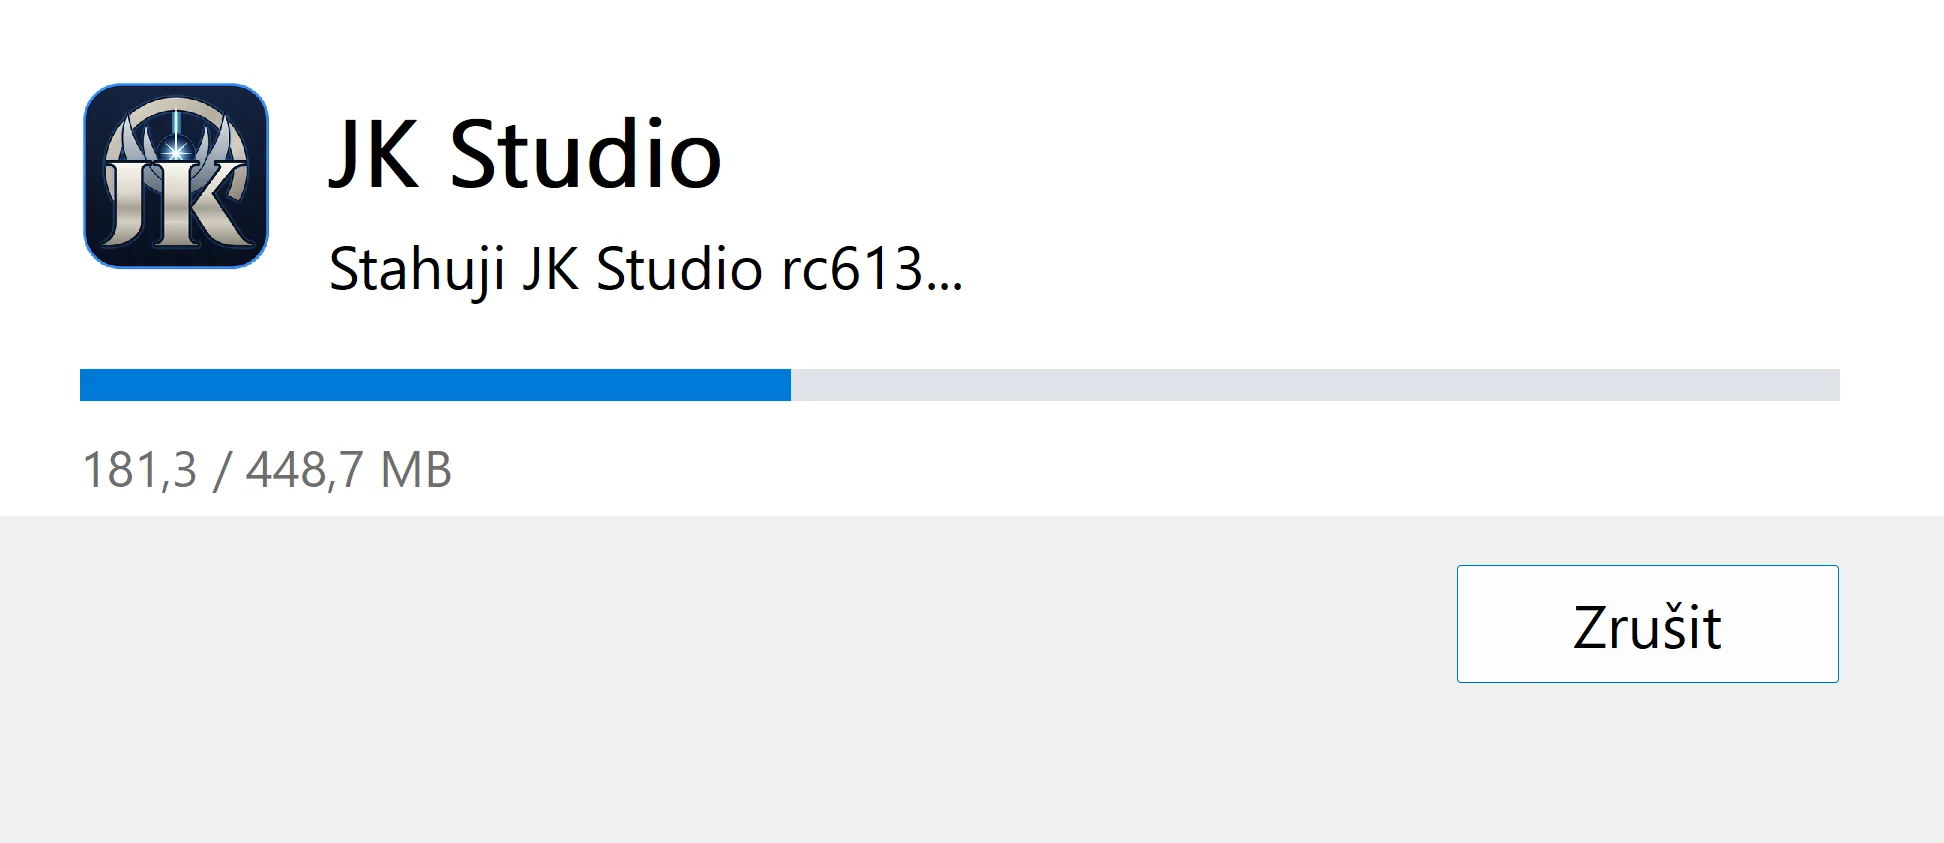 JK
JK Studio
Stahuji JK Studio rc613...
181,3 / 448,7 MB
Zrušit